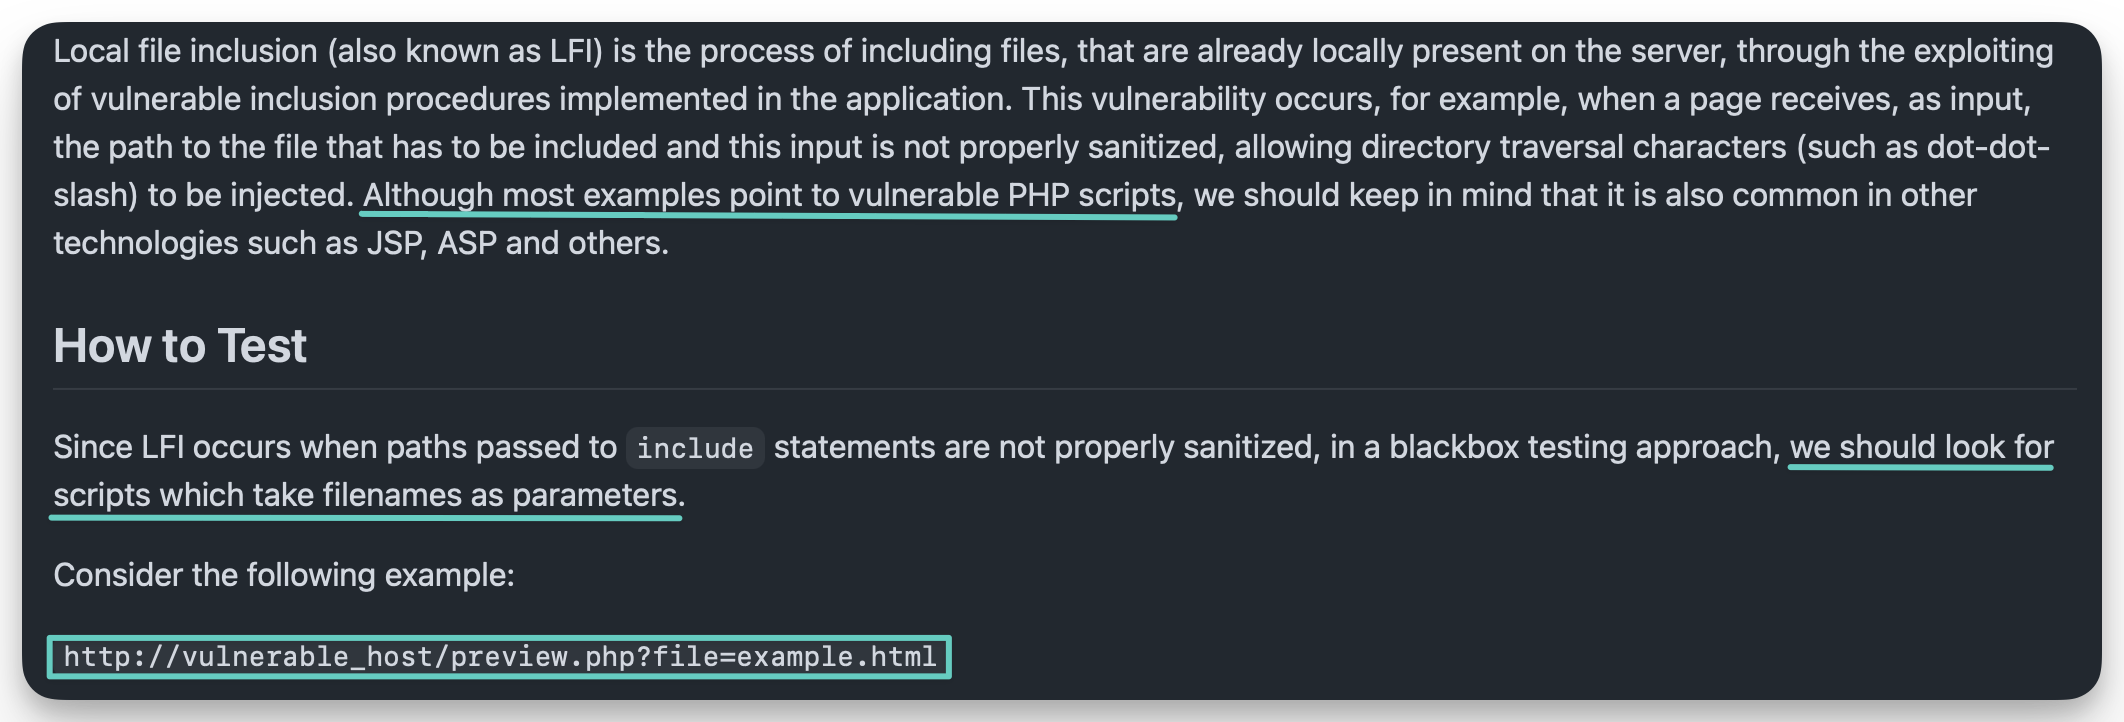 Local file inclusion (also known as LFI) is the process of including files, that are already locally present on the server, through the exploiting
of vulnerable inclusion procedures implemented in the application. This vulnerability occurs, for example, when a page receives, as input,
the path to the file that has to be included and this input is not properly sanitized, allowing directory traversal characters (such as dot-dot-
slash) to be injected. Although most examples point to vulnerable PHP scripts, we should keep in mind that it is also common in other
technologies such as JSP, ASP and others.
How to Test
Since LFI occurs when paths passed to include statements are not properly sanitized, in a blackbox testing approach, we should look for
scripts which take filenames as parameters.
Consider the following example:
http://vulnerable_host/preview.php?file=example.html